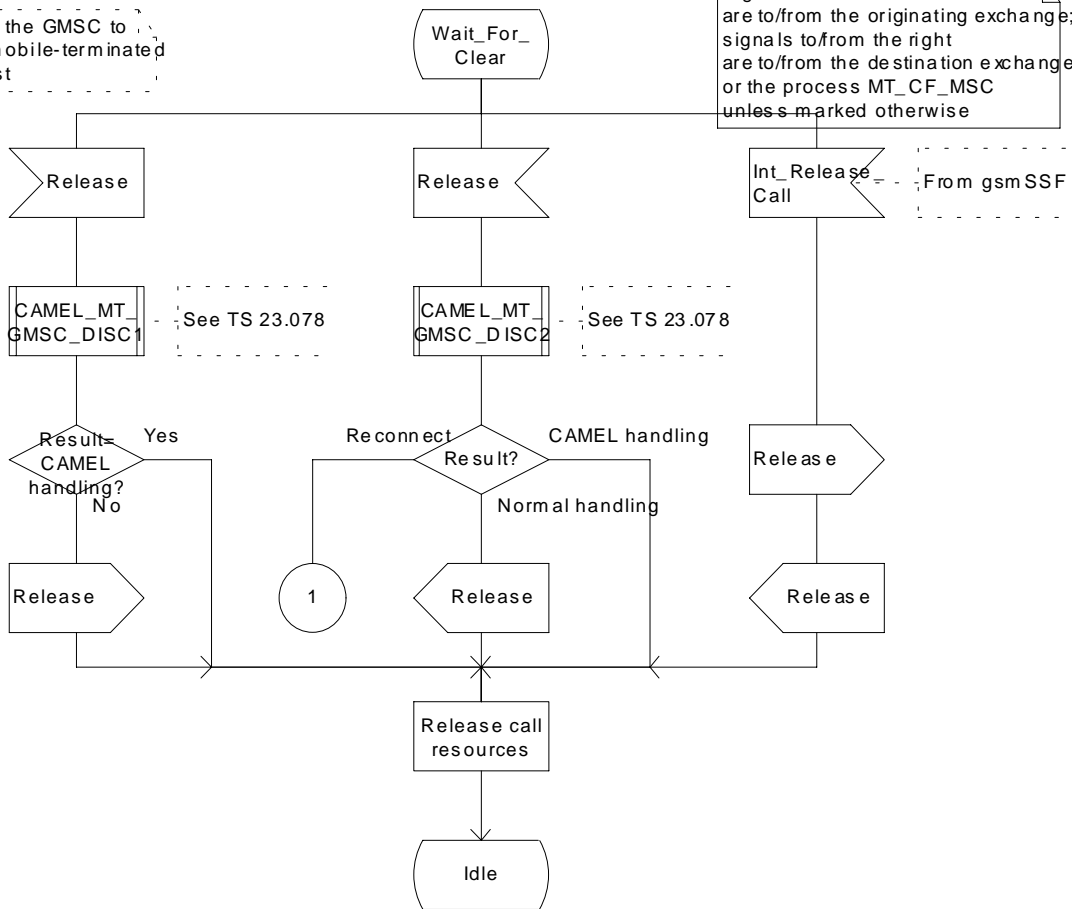 the GMSC to
mobile-terminated
Wait_For_
Clear
are to/from the originating exchange;
signals to/from the right
are to/from the destination exchange
or the process MT_CF_MSC
unless marked otherwise
Release
Release
Int_Release_
Call
From gsmSSF
CAMEL_MT_
GMSC_DISC1
See TS 23.078
CAMEL_MT_
GMSC_DISC2
See TS 23.078
Result=
CAMEL
handling?
Yes
No
Reconnect
Result?
CAMEL handling
Normal handling
Release
Release
1
Release
Release
Release call
resources
Idle